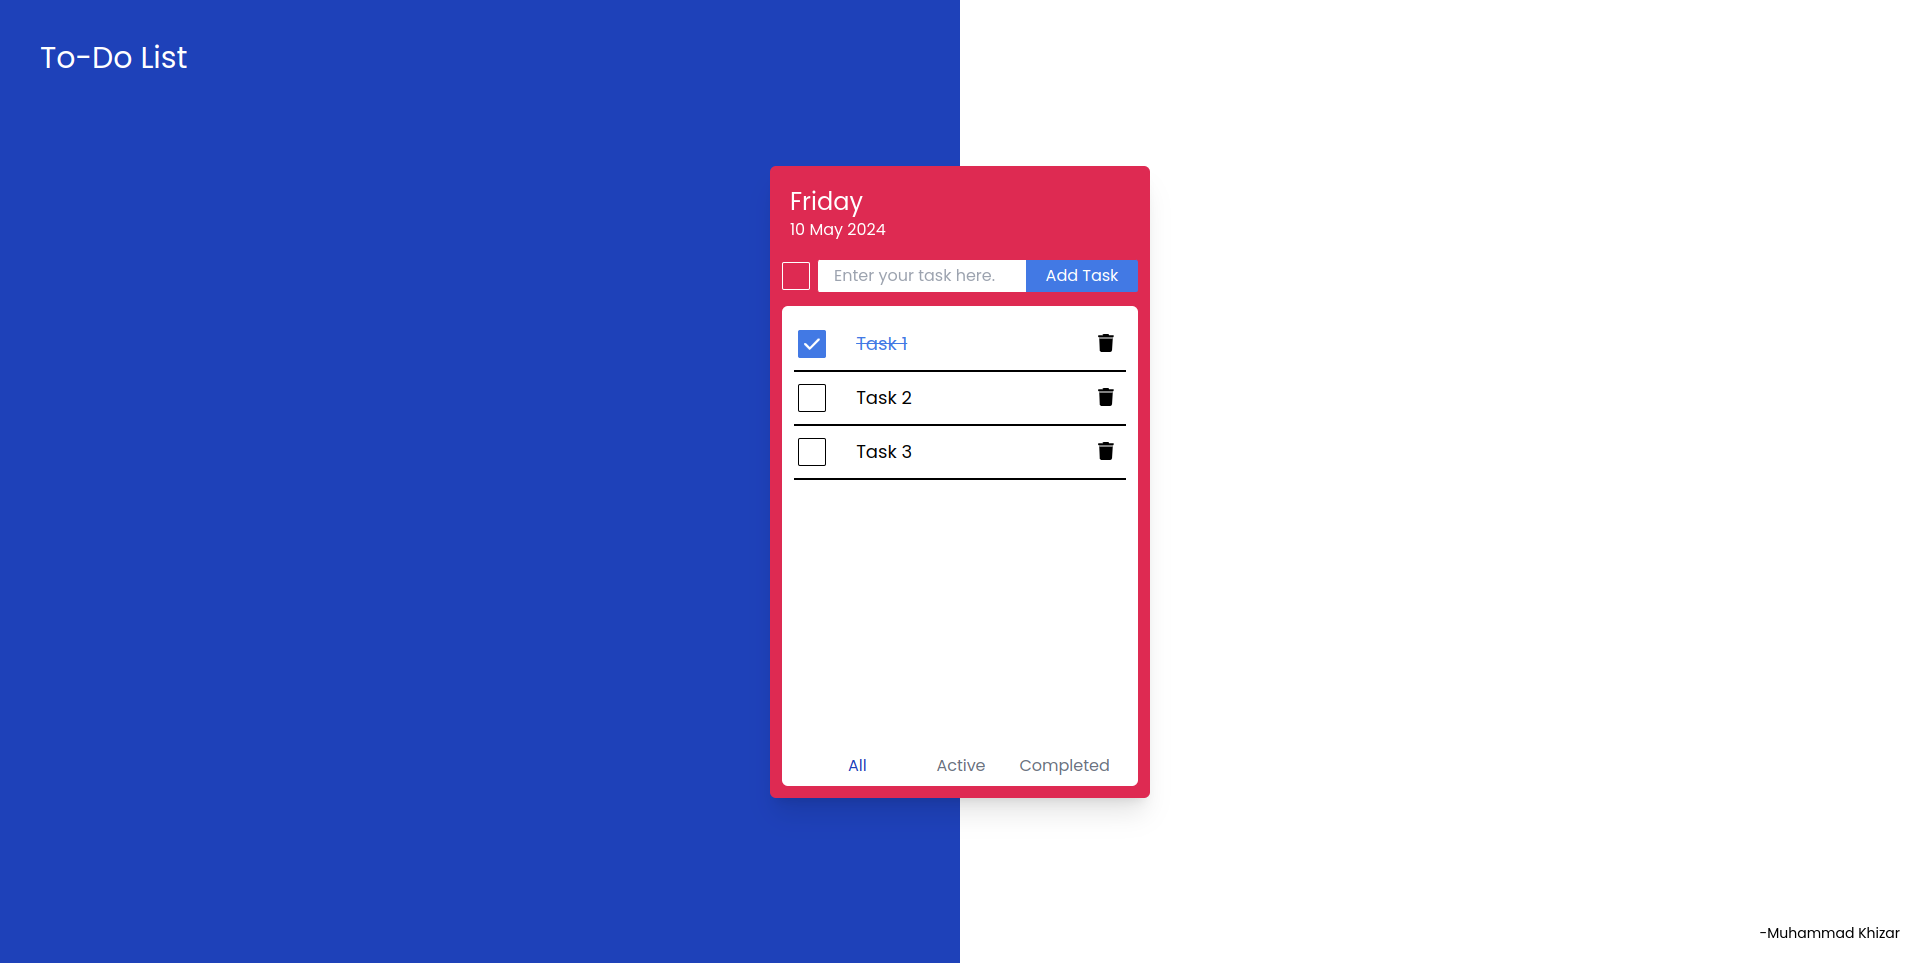 To-Do List
Friday
10 May 2024
Enter your task here.
Add Task
Task 1
Task 2
Task 3
All
Active
Completed
-Muhammad Khizar